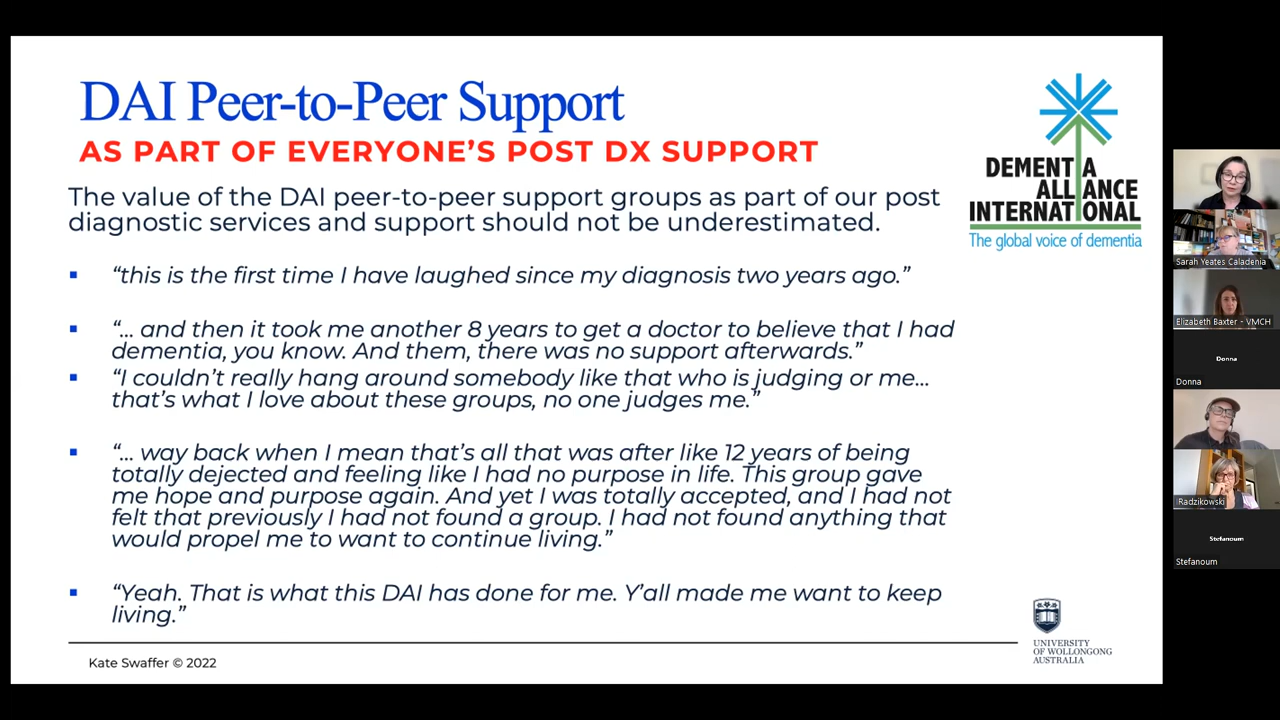 DAI Peer-to-Peer Support
AS PART OF EVERYONE'S POST DX SUPPORT
The value of the DAI peer-to-peer support groups as part of our post
diagnostic services and support should not be underestimated.
▪ "this is the first time I have laughed since my diagnosis two years ago."
▪ "… and then it took me another 8 years to get a doctor to believe that I had
dementia, you know. And them, there was no support afterwards."
▪ "I couldn't really hang around somebody like that who is judging or me…
that's what I love about these groups, no one judges me."
▪ "… way back when I mean that's all that was after like 12 years of being
totally dejected and feeling like I had no purpose in life. This group gave
me hope and purpose again. And yet I was totally accepted, and I had not
felt that previously I had not found a group. I had not found anything that
would propel me to want to continue living."
▪ "Yeah. That is what this DAI has done for me. Y'all made me want to keep
living."
Kate Swaffer © 2022
DEMENTIA
ALLIANCE
INTERNATIONAL
The global voice of dementia
UNIVERSITY
OF WOLLONGONG
AUSTRALIA
Sarah Yeates Caladenia
Elizabeth Baxter - VMCH
Donna
Donna
Radzikowski
Stefanoum
Stefanoum